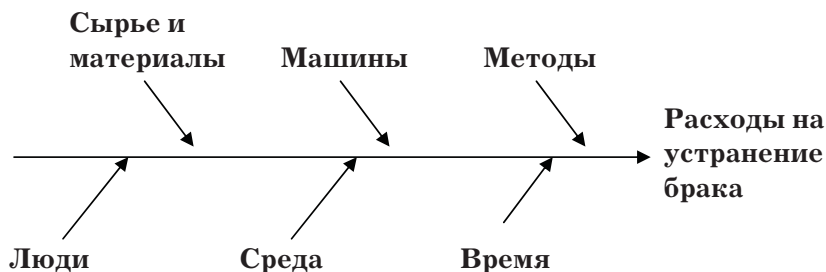 Сырье и
материалы
Машины
Методы
Расходы на
устранение
брака
Люди
Среда
Время